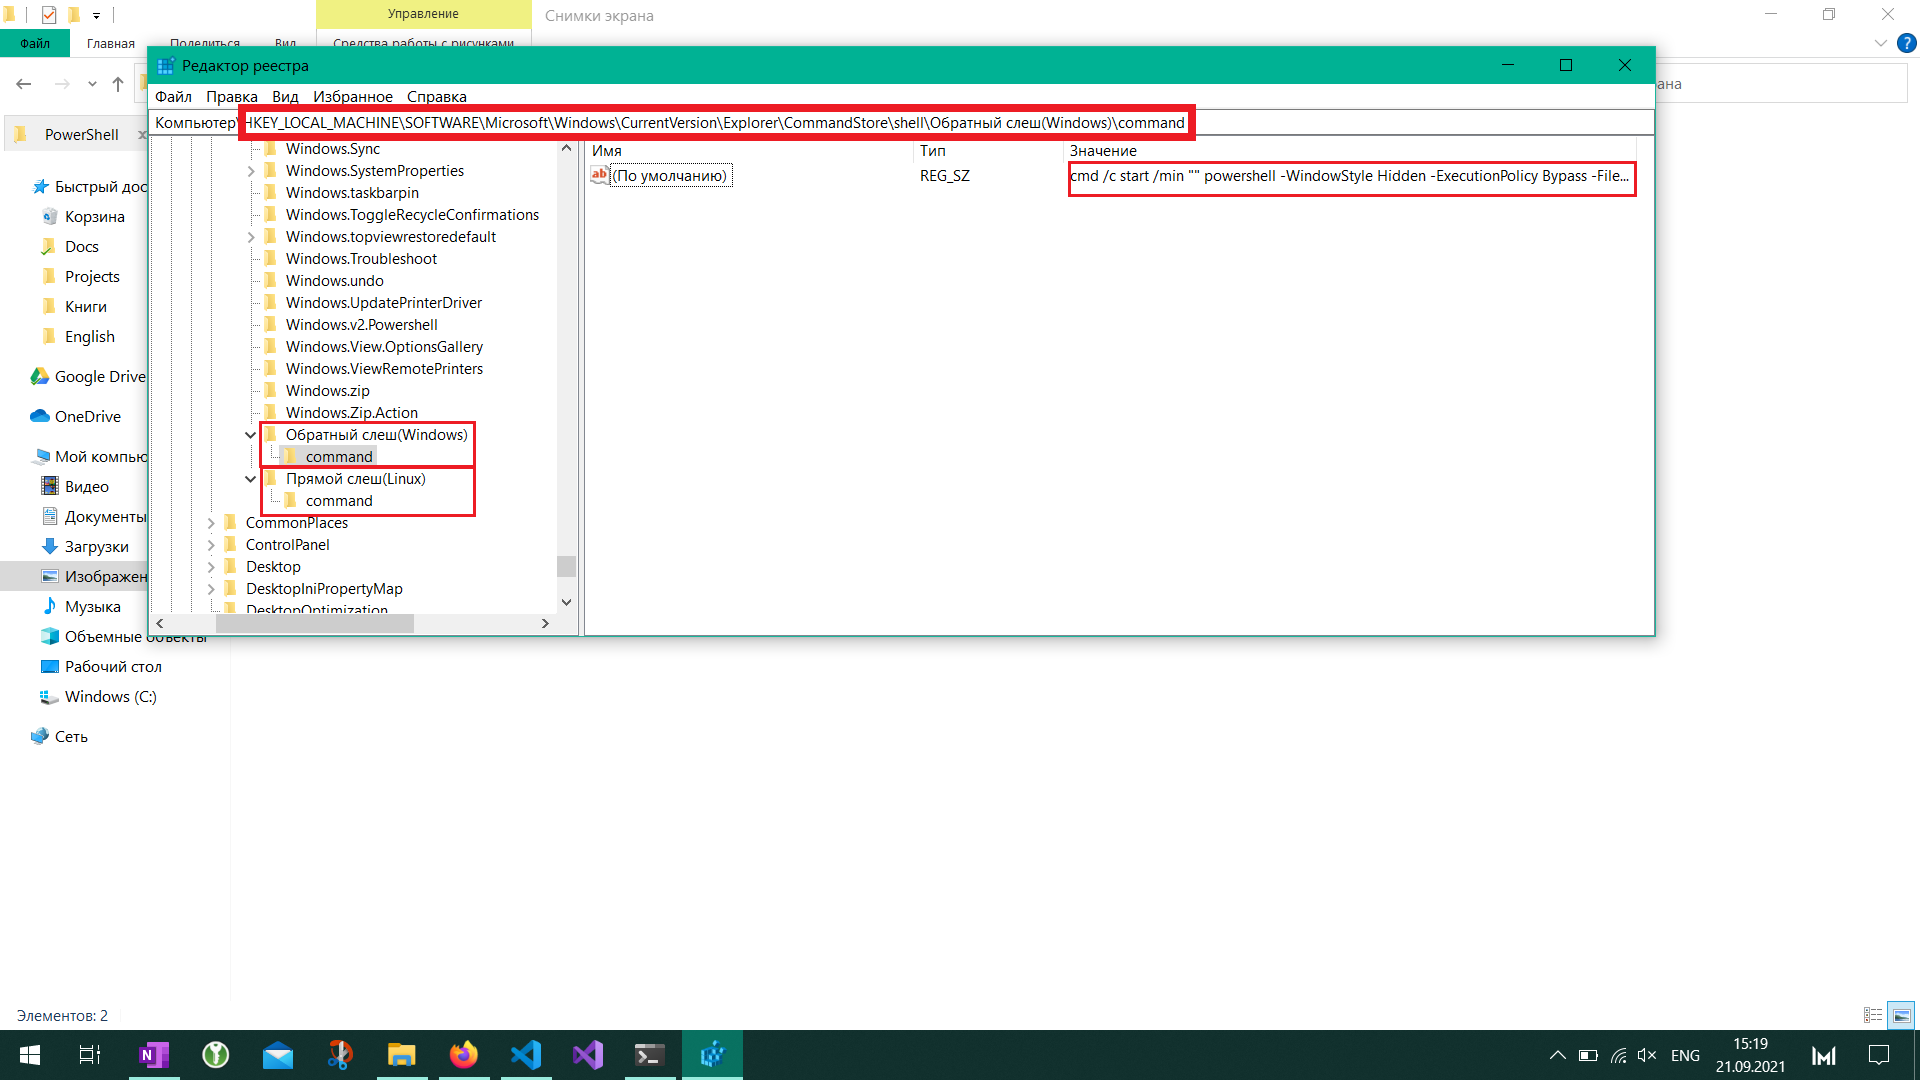 Управление
Снимки экрана
Файл
Главная
Поделиться
Вид
Средства работы с рисунками
Редактор реестра
Файл Правка Вид Избранное Справка
Компьютер\HKEY_LOCAL_MACHINE\SOFTWARE\Microsoft\Windows\CurrentVersion\Explorer\CommandStore\shell\Обратный слеш(Windows)\command
ана
PowerShell
Быстрый дос
Корзина
Docs
Projects
Книги
English
Google Drive
OneDrive
Мой компью
Видео
Документы
Загрузки
Изображен
Музыка
Объемные объекты
Рабочий стол
Windows (C:)
Сеть
Windows.Sync
Windows.SystemProperties
Windows.taskbarpin
Windows.ToggleRecycleConfirmations
Windows.topviewrestoredefault
Windows.Troubleshoot
Windows.undo
Windows.UpdatePrinterDriver
Windows.v2.Powershell
Windows.View.OptionsGallery
Windows.ViewRemotePrinters
Windows.zip
Windows.Zip.Action
Обратный слеш(Windows)
command
Прямой слеш(Linux)
command
CommonPlaces
ControlPanel
Desktop
DesktopIniPropertyMap
DesktopOptimization
Имя Тип Значение
(По умолчанию) REG_SZ cmd /c start /min "" powershell -WindowStyle Hidden -ExecutionPolicy Bypass -File...
Элементов: 2
ENG
15:19
21.09.2021